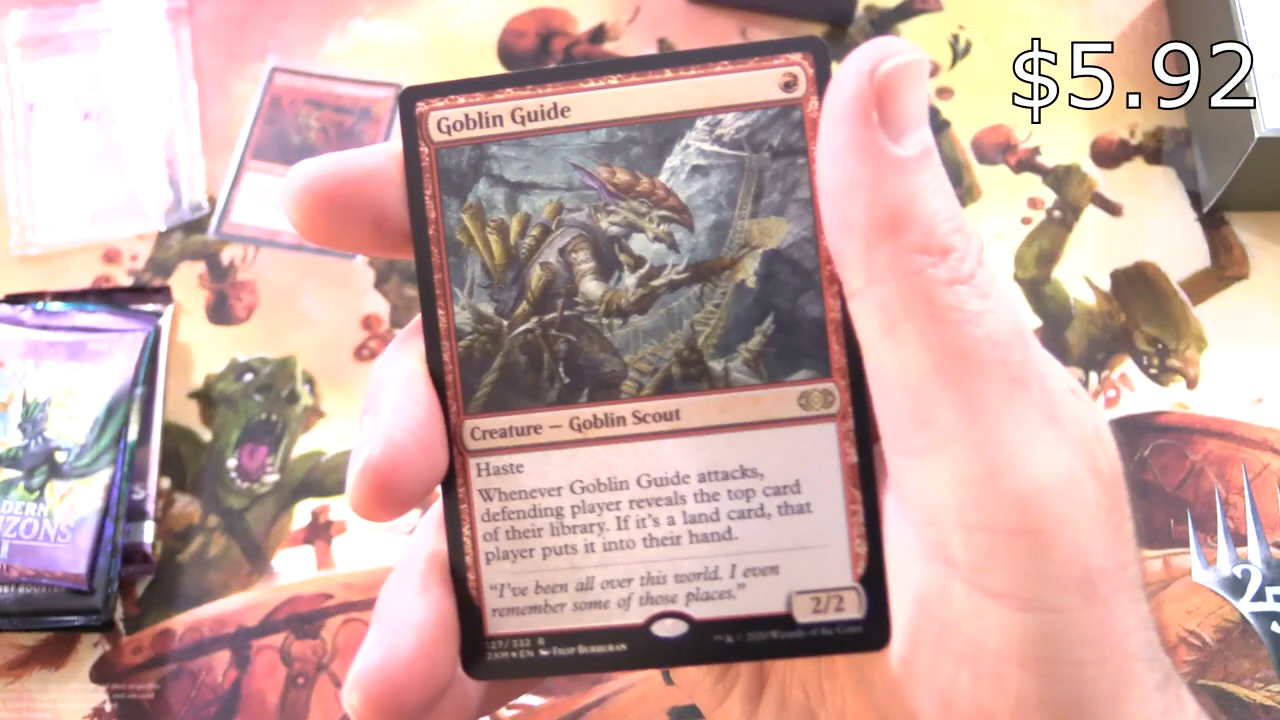 $5.92
Goblin Guide
Creature — Goblin Scout
Haste
Whenever Goblin Guide attacks,
defending player reveals the top card
of their library. If it's a land card, that
player puts it into their hand.
"I've been all over this world. I even
remember some of those places."
2/2
127/332 R
2XM★EN Filip Burburan
™ & © 2020 Wizards of the Coast
DERN
IZONS